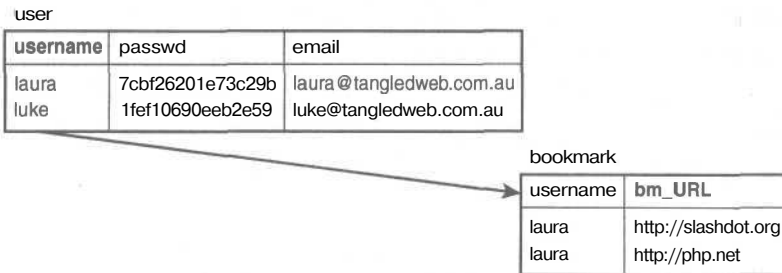 user
username passwd email
laura 7cbf26201e73c29b laura@tangledweb.com.au
luke 1fef10690eeb2e59 luke@tangledweb.com.au
bookmark
username bm_URL
laura http://slashdot.org
laura http://php.net